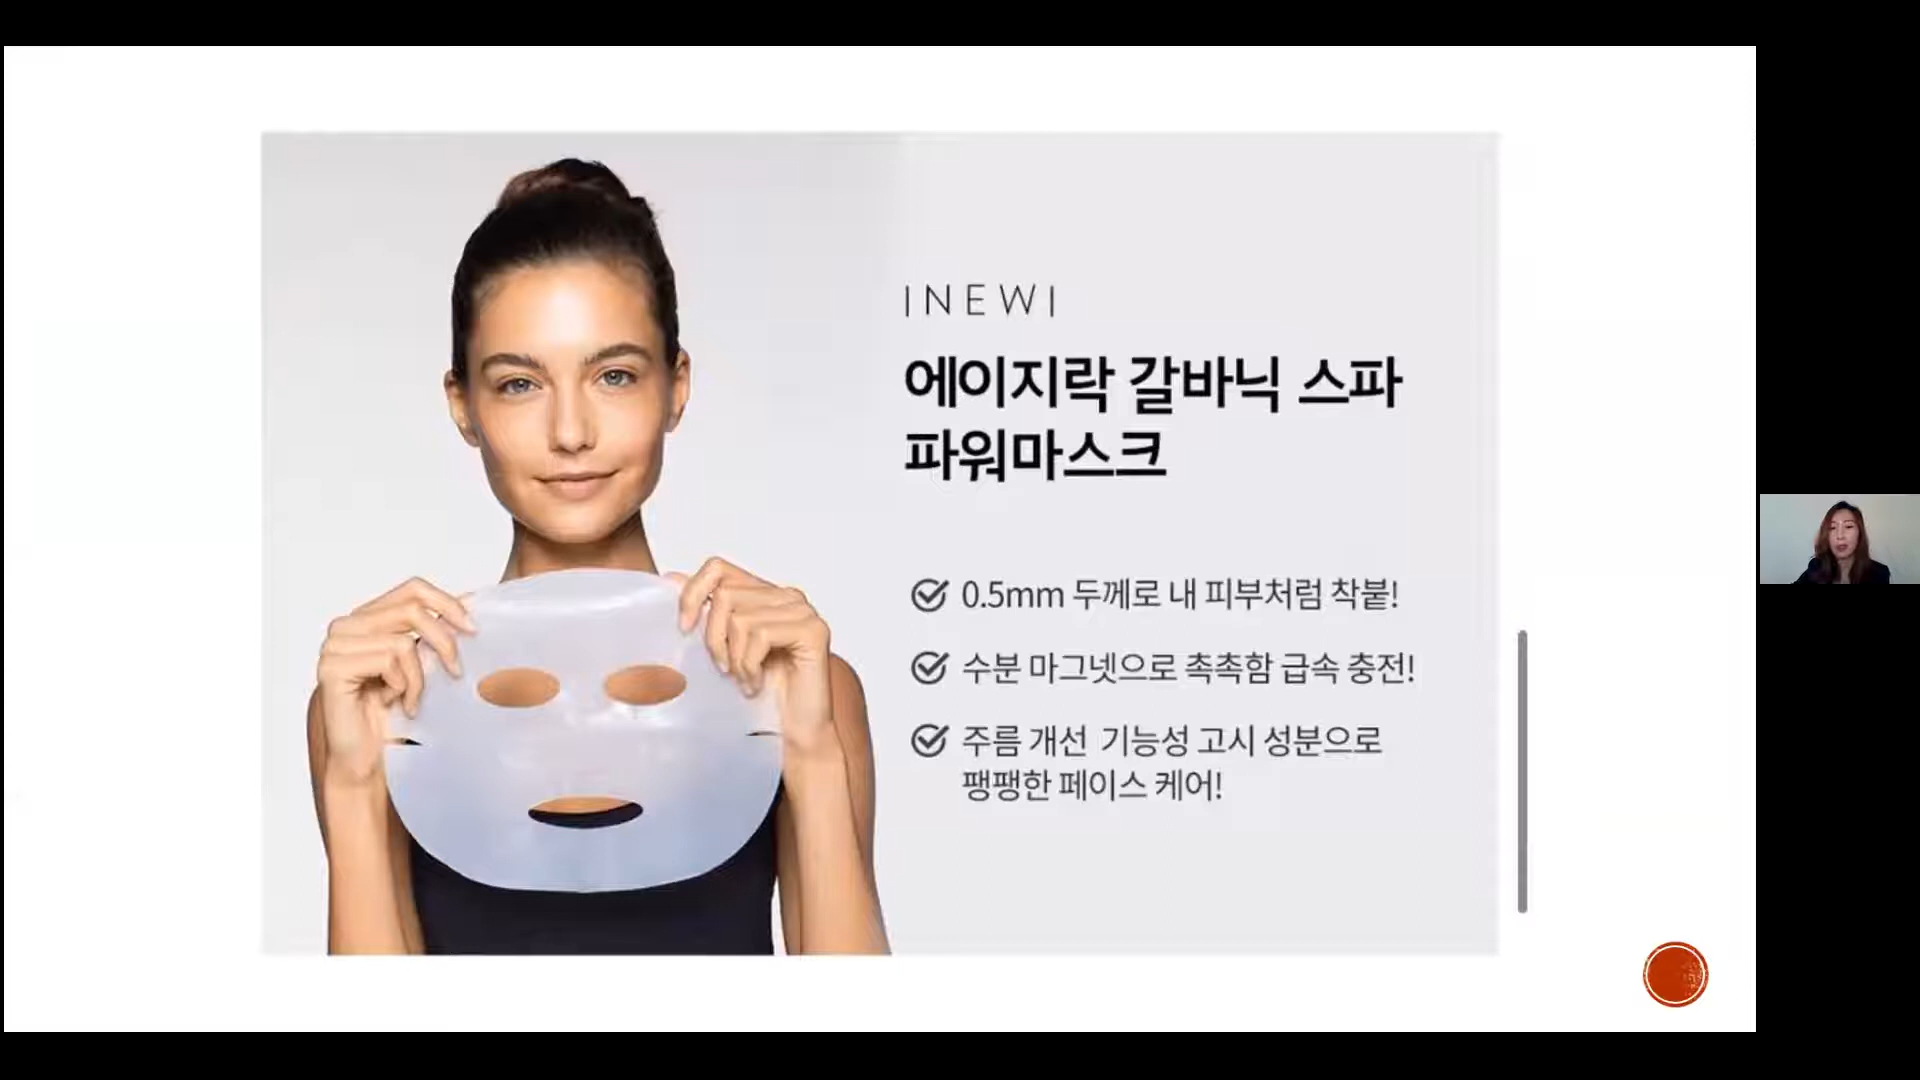 INEWI
에이지락 갈바닉 스파
파워마스크
0.5mm 두께로 내 피부처럼 착붙!
수분 마그넷으로 촉촉함 급속 충전!
주름 개선 기능성 고시 성분으로
팽팽한 페이스 케어!